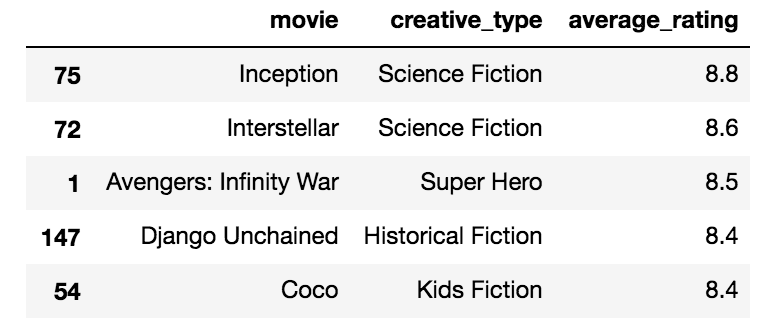 movie creative_type average_rating
75 Inception Science Fiction 8.8
72 Interstellar Science Fiction 8.6
1 Avengers: Infinity War Super Hero 8.5
147 Django Unchained Historical Fiction 8.4
54 Coco Kids Fiction 8.4